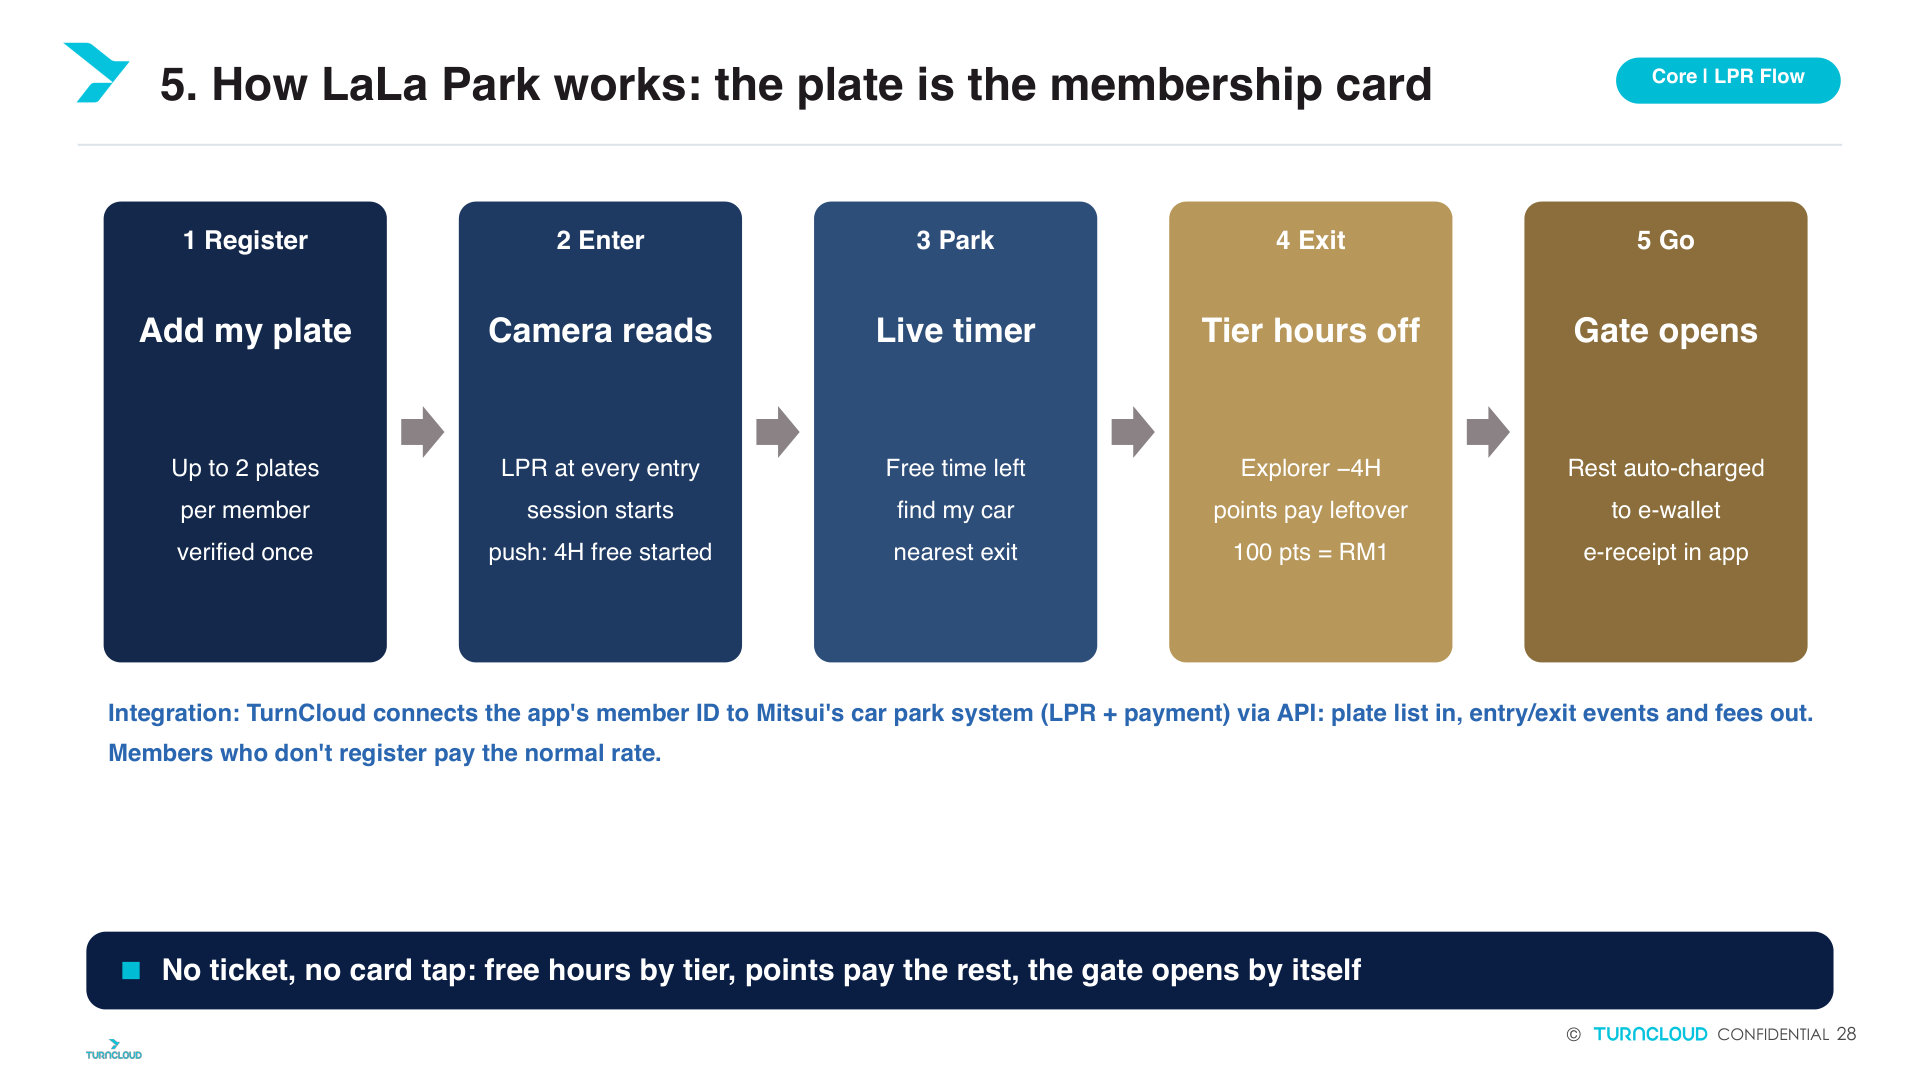 5. How LaLa Park works: the plate is the membership card
Core | LPR Flow
1 Register
Add my plate
Up to 2 plates
per member
verified once
2 Enter
Camera reads
LPR at every entry
session starts
push: 4H free started
3 Park
Live timer
Free time left
find my car
nearest exit
4 Exit
Tier hours off
Explorer −4H
points pay leftover
100 pts = RM1
5 Go
Gate opens
Rest auto-charged
to e-wallet
e-receipt in app
Integration: TurnCloud connects the app's member ID to Mitsui's car park system (LPR + payment) via API: plate list in, entry/exit events and fees out.
Members who don't register pay the normal rate.
No ticket, no card tap: free hours by tier, points pay the rest, the gate opens by itself
TURNCLOUD
© TURNCLOUD CONFIDENTIAL 28